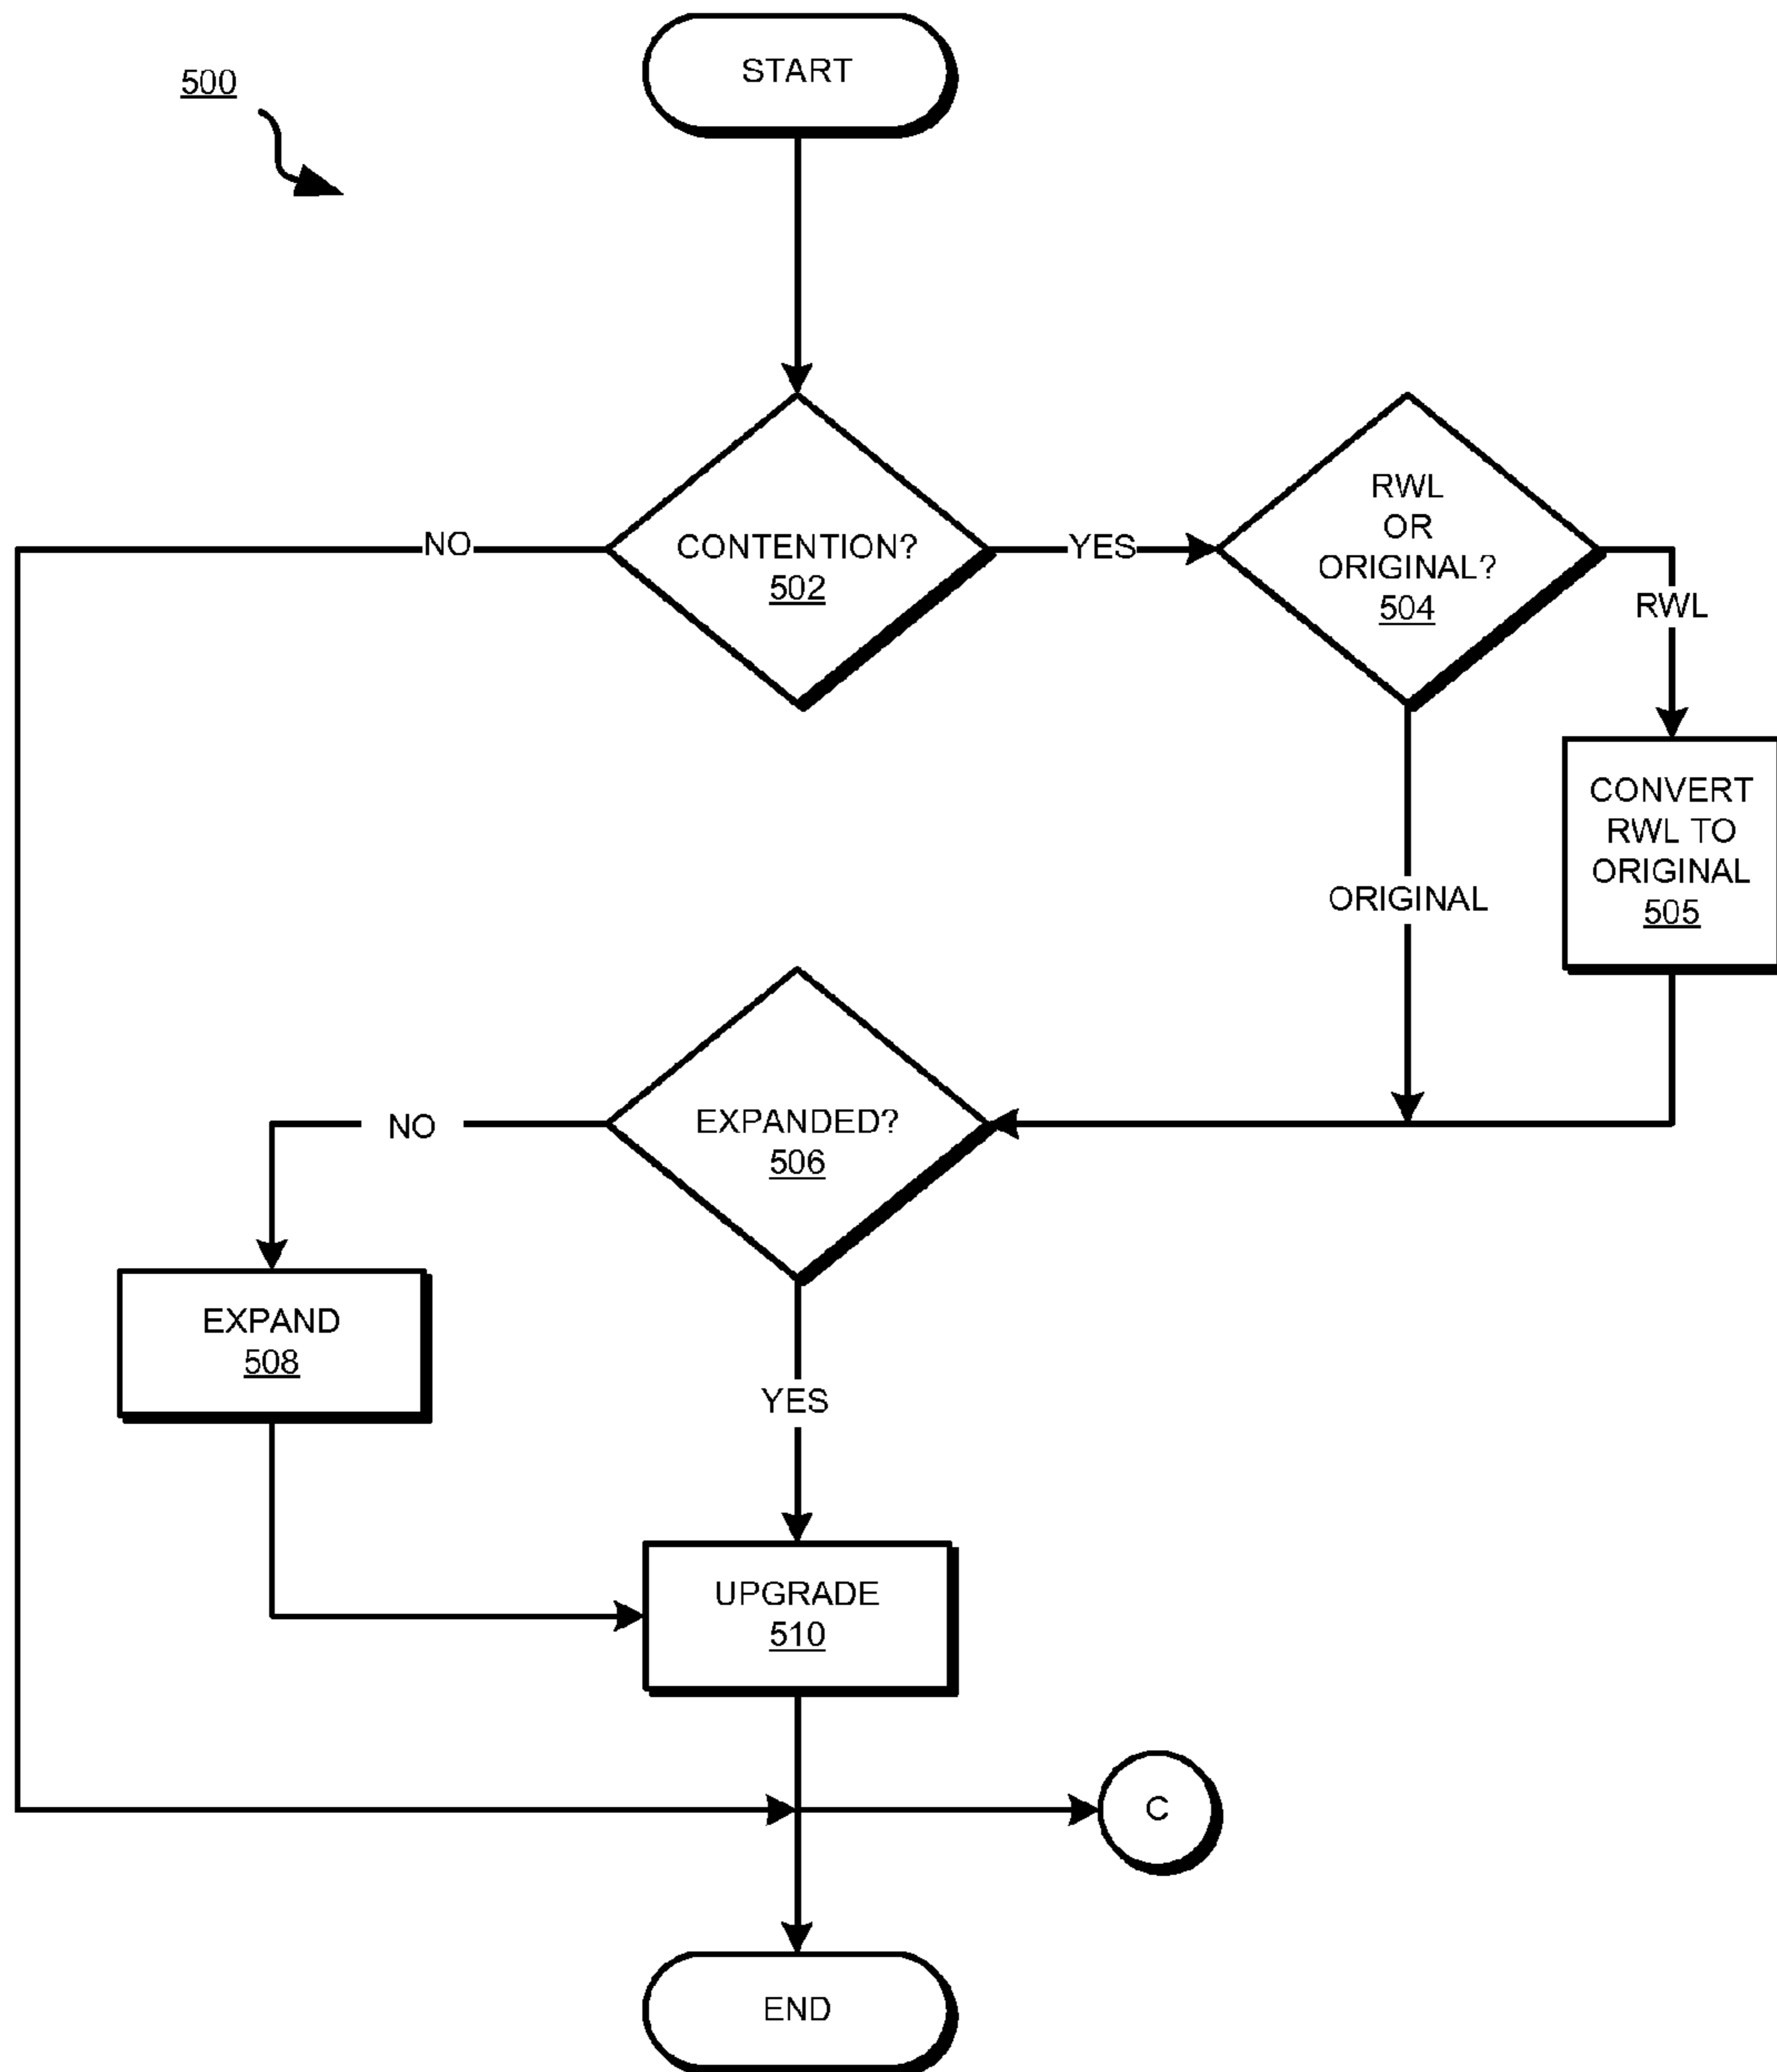 START
500
NO
CONTENTION?
502
YES
RWL
OR
ORIGINAL?
504
RWL
CONVERT
RWL TO
ORIGINAL
505
ORIGINAL
NO
EXPANDED?
506
EXPAND
508
YES
UPGRADE
510
C
END